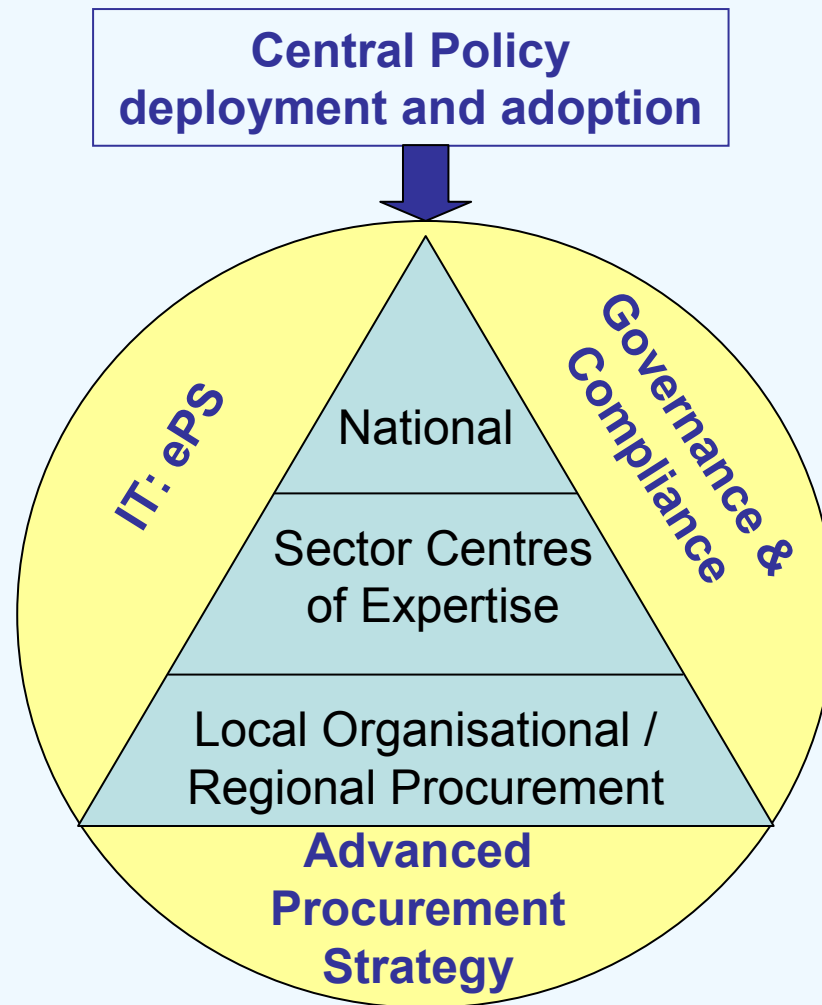 Central Policy
deployment and adoption
IT: ePS
Governance &
Compliance
National
Sector Centres
of Expertise
Local Organisational /
Regional Procurement
Advanced
Procurement
Strategy